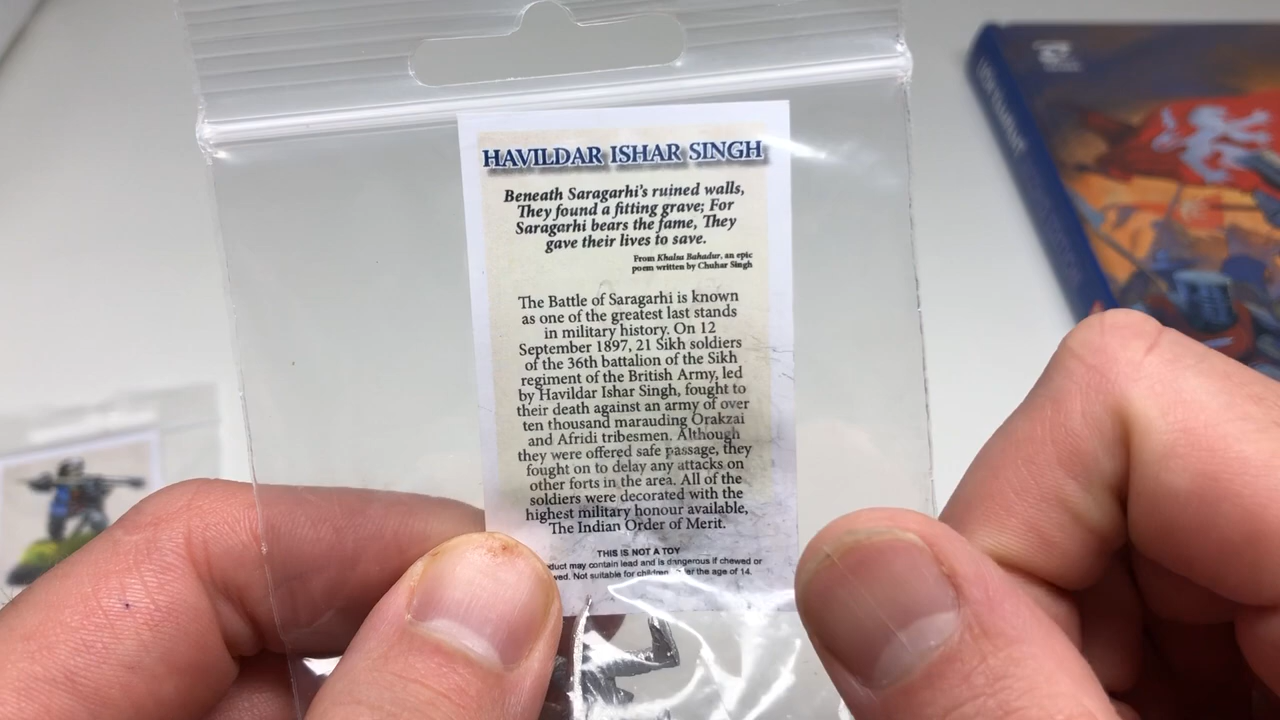 HAVILDAR ISHAR SINGH
Beneath Saragarhi's ruined walls,
They found a fitting grave; For
Saragarhi bears the fame, They
gave their lives to save.
From Khalsa Bahadur, an epic
poem written by Chuhar Singh
The Battle of Saragarhi is known
as one of the greatest last stands
in military history. On 12
September 1897, 21 Sikh soldiers
of the 36th battalion of the Sikh
regiment of the British Army, led
by Havildar Ishar Singh, fought to
their death against an army of over
ten thousand marauding Orakzai
and Afridi tribesmen. Although
they were offered safe passage, they
fought on to delay any attacks on
other forts in the area. All of the
soldiers were decorated with the
highest military honour available,
The Indian Order of Merit.
THIS IS NOT A TOY
may contain lead and is dangerous if chewed or
Not suitable for children the age of 14.